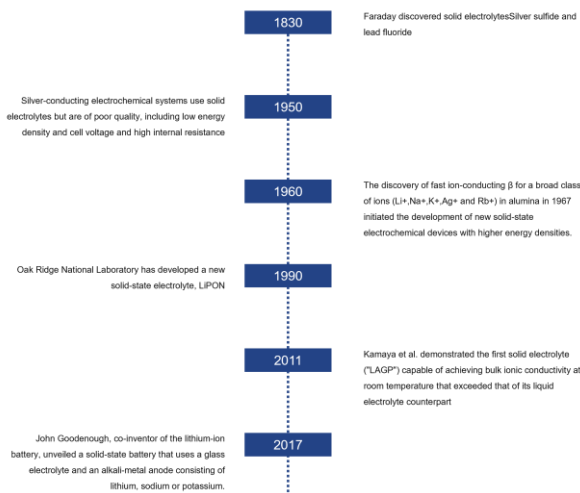 1830
Faraday discovered solid electrolytesSilver sulfide and
lead fluoride
1950
Silver-conducting electrochemical systems use solid
electrolytes but are of poor quality, including low energy
density and cell voltage and high internal resistance
1960
The discovery of fast ion-conducting β for a broad class
of ions (Li+,Na+,K+,Ag+ and Rb+) in alumina in 1967
initiated the development of new solid-state
electrochemical devices with higher energy densities.
1990
Oak Ridge National Laboratory has developed a new
solid-state electrolyte, LiPON
2011
Kamaya et al. demonstrated the first solid electrolyte
("LAGP") capable of achieving bulk ionic conductivity at
room temperature that exceeded that of its liquid
electrolyte counterpart
2017
John Goodenough, co-inventor of the lithium-ion
battery, unveiled a solid-state battery that uses a glass
electrolyte and an alkali-metal anode consisting of
lithium, sodium or potassium.